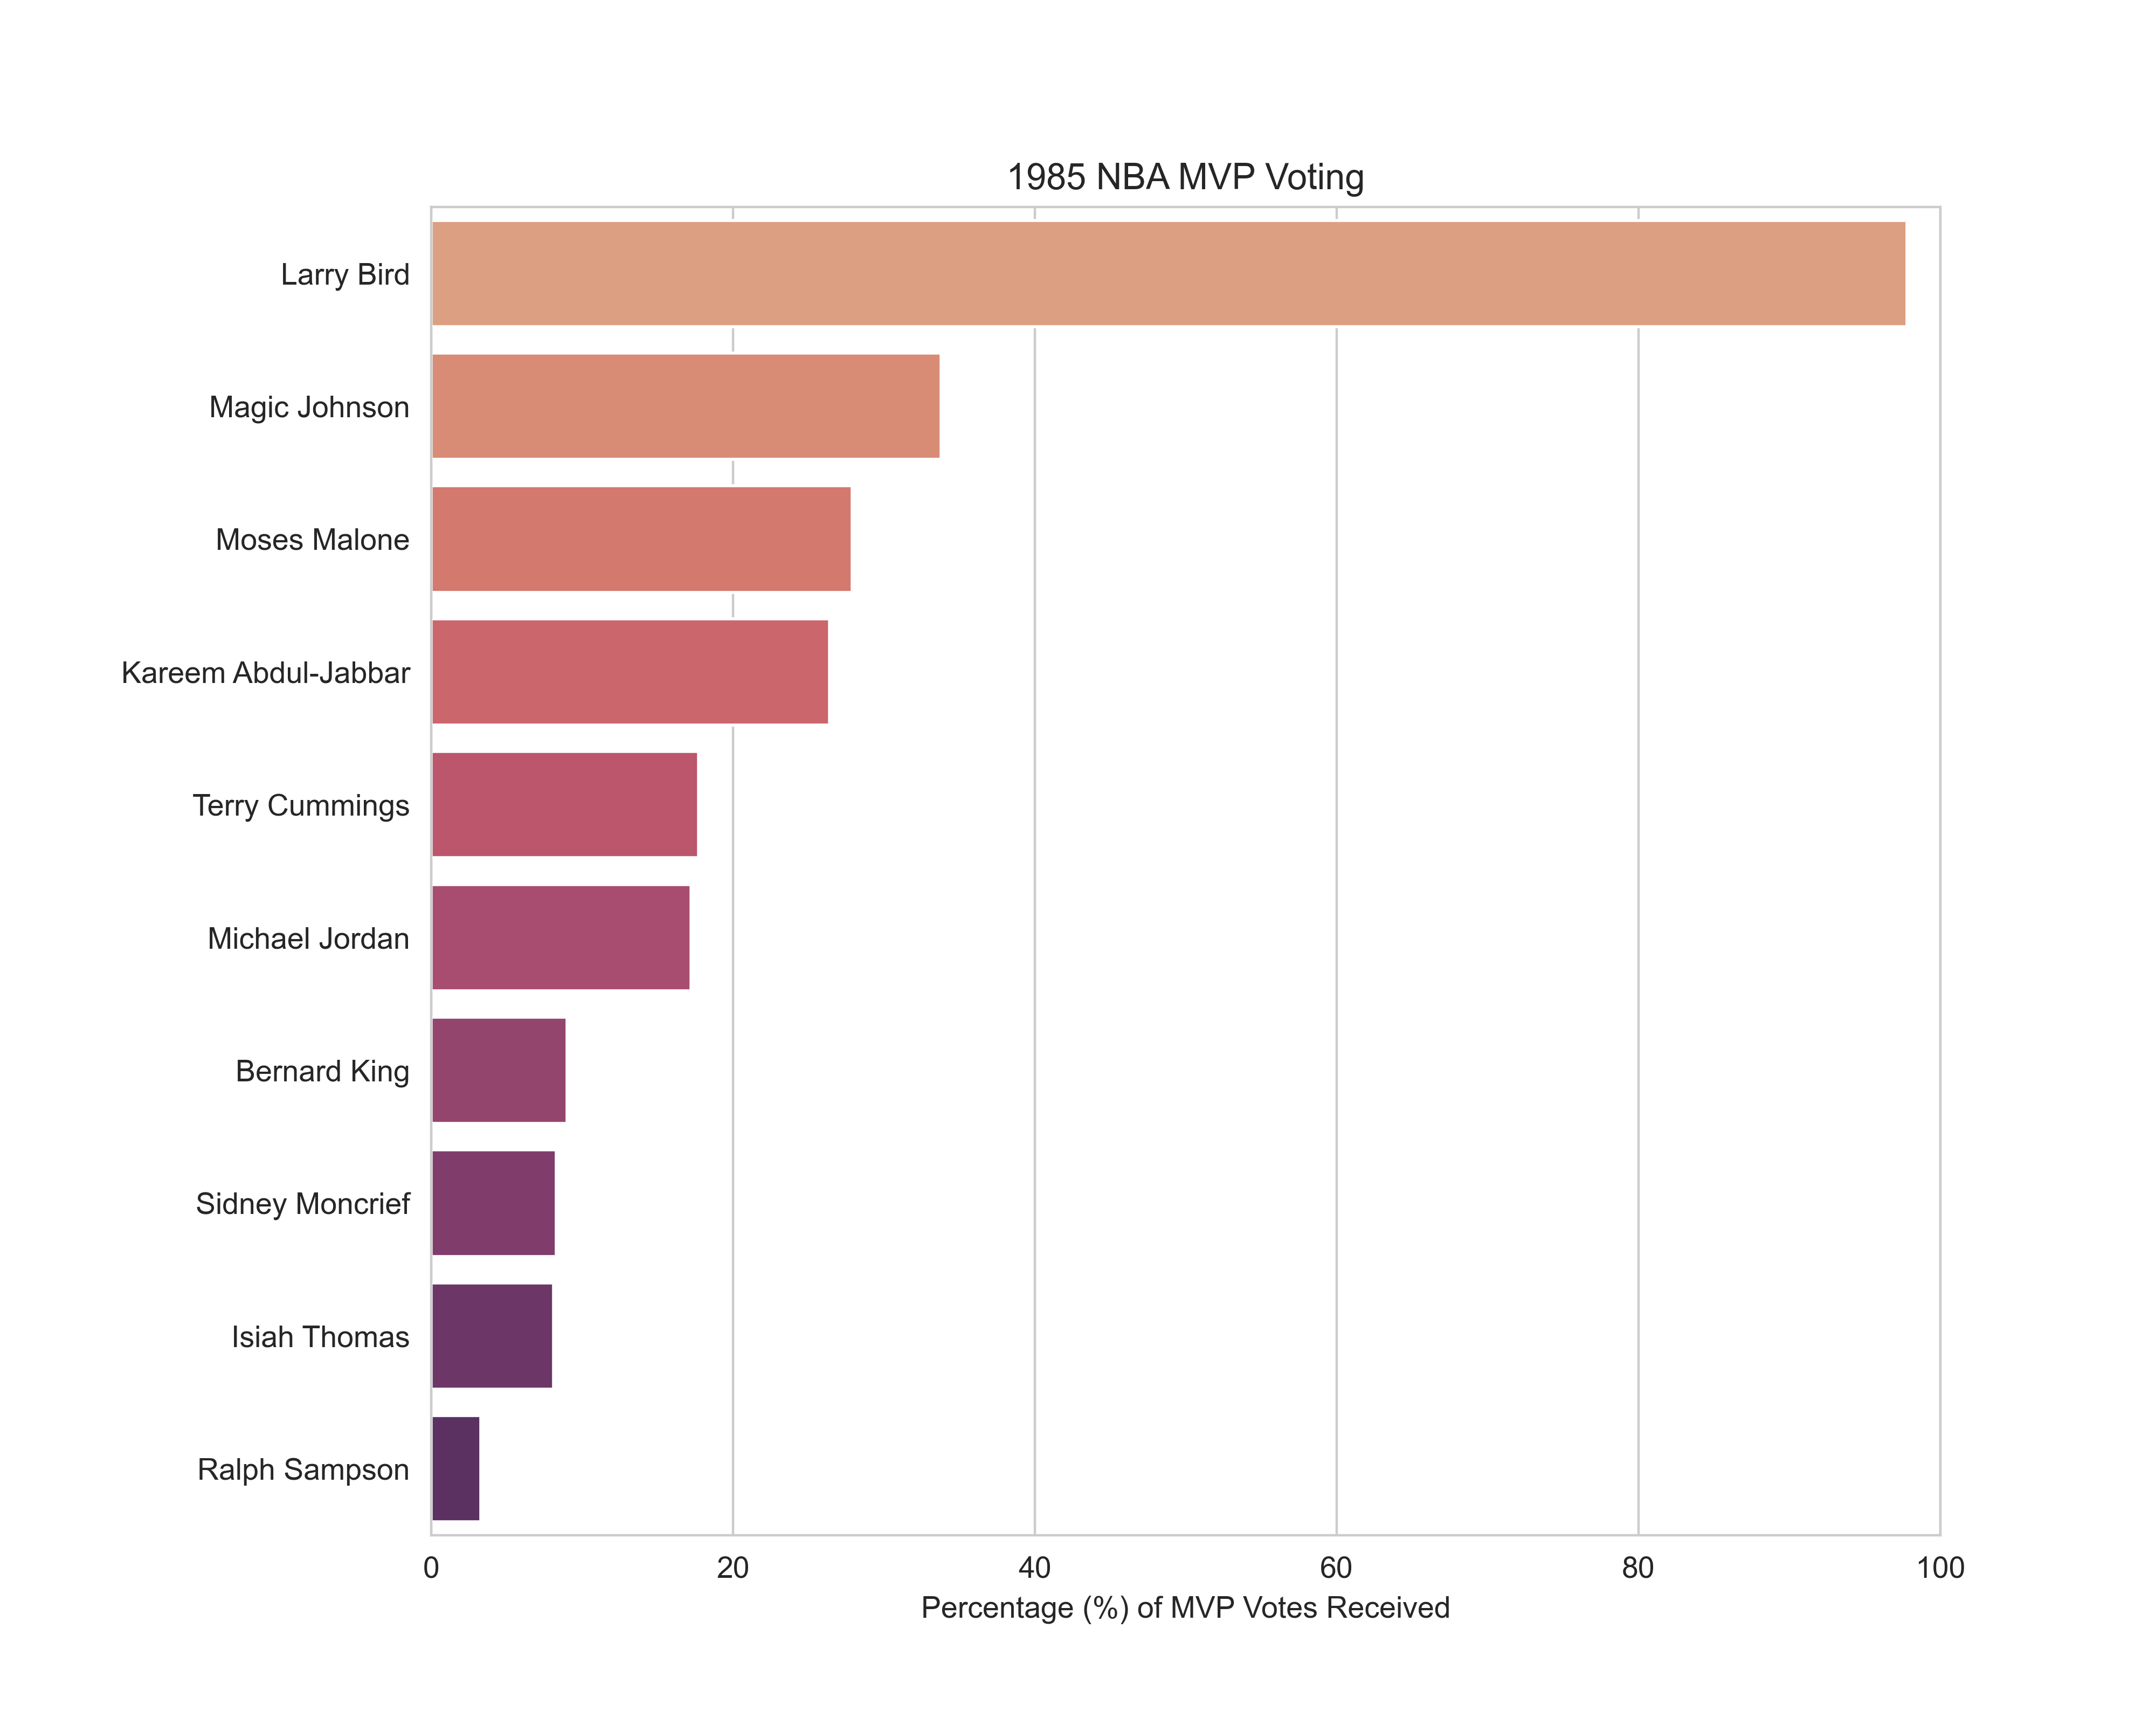 1985 NBA MVP Voting
Larry Bird
Magic Johnson
Moses Malone
Kareem Abdul-Jabbar
Terry Cummings
Michael Jordan
Bernard King
Sidney Moncrief
Isiah Thomas
Ralph Sampson
0 20 40 60 80 100
Percentage (%) of MVP Votes Received